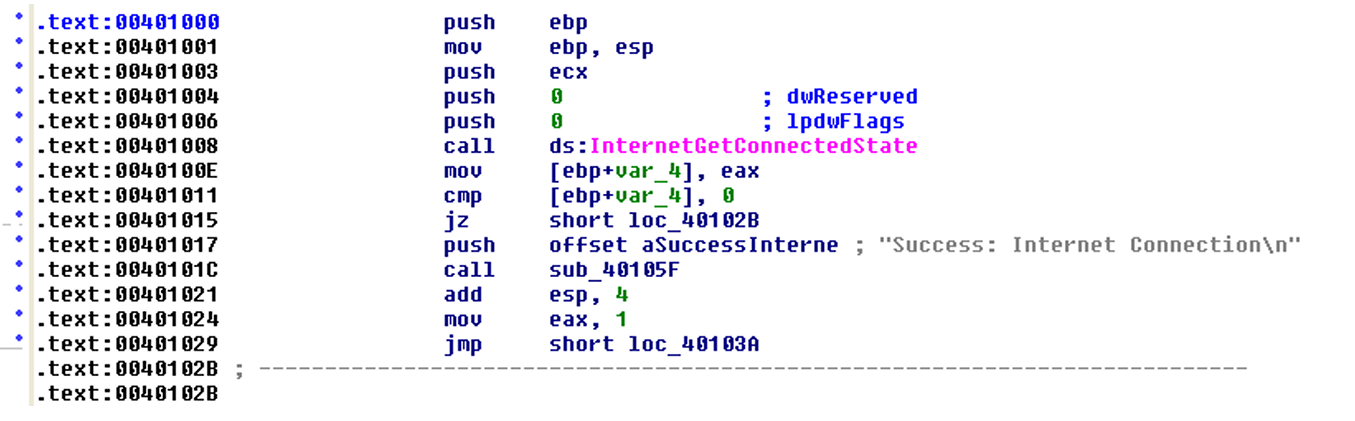 .text:00401000 push ebp
.text:00401001 mov ebp, esp
.text:00401003 push ecx
.text:00401004 push 0 ; dwReserved
.text:00401006 push 0 ; lpdwFlags
.text:00401008 call ds:InternetGetConnectedState
.text:0040100E mov [ebp+var_4], eax
.text:00401011 cmp [ebp+var_4], 0
.text:00401015 jz short loc_40102B
.text:00401017 push offset aSuccessInterne ; "Success: Internet Connection\n"
.text:0040101C call sub_40105F
.text:00401021 add esp, 4
.text:00401024 mov eax, 1
.text:00401029 jmp short loc_40103A
.text:0040102B ; ---------------------------------------------------------------------------
.text:0040102B